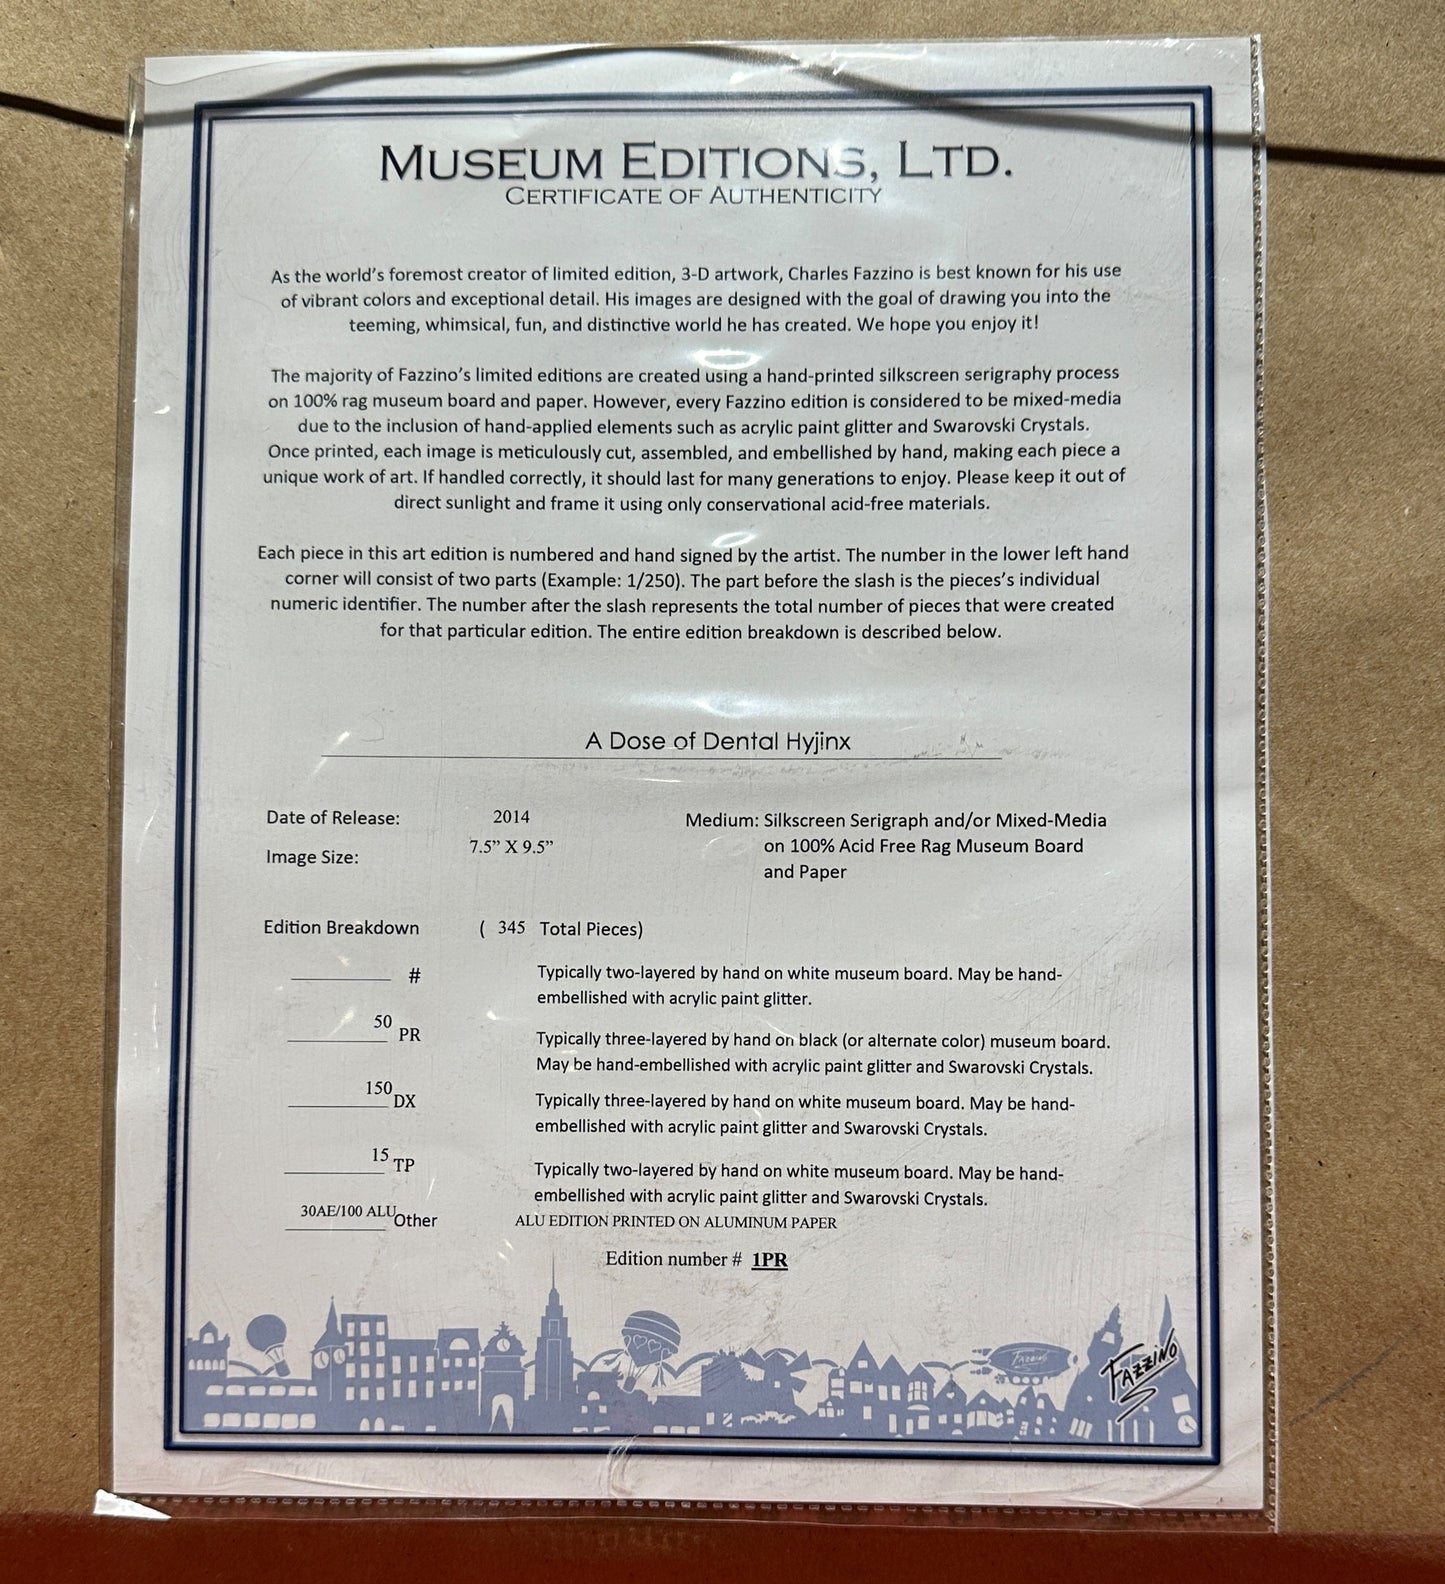 MUSEUM EDITIONS, LTD.
CERTIFICATE OF AUTHENTICITY
As the world's foremost creator of limited edition, 3-D artwork, Charles Fazzino is best known for his use
of vibrant colors and exceptional detail. His images are designed with the goal of drawing you into the
teeming, whimsical, fun, and distinctive world he has created. We hope you enjoy it!
The majority of Fazzino's limited editions are created using a hand-printed silkscreen serigraphy process
on 100% rag museum board and paper. However, every Fazzino edition is considered to be mixed-media
due to the inclusion of hand-applied elements such as acrylic paint glitter and Swarovski Crystals.
Once printed, each image is meticulously cut, assembled, and embellished by hand, making each piece a
unique work of art. If handled correctly, it should last for many generations to enjoy. Please keep it out of
direct sunlight and frame it using only conservational acid-free materials.
Each piece in this art edition is numbered and hand signed by the artist. The number in the lower left hand
corner will consist of two parts (Example: 1/250). The part before the slash is the pieces's individual
numeric identifier. The number after the slash represents the total number of pieces that were created
for that particular edition. The entire edition breakdown is described below.
A Dose of Dental Hyjinx
Date of Release: 2014
Image Size: 7.5" X 9.5"
Medium: Silkscreen Serigraph and/or Mixed-Media
on 100% Acid Free Rag Museum Board
and Paper
Edition Breakdown ( 345 Total Pieces)
# Typically two-layered by hand on white museum board. May be hand-
embellished with acrylic paint glitter.
50 PR Typically three-layered by hand on black (or alternate color) museum board.
May be hand-embellished with acrylic paint glitter and Swarovski Crystals.
150 DX Typically three-layered by hand on white museum board. May be hand-
embellished with acrylic paint glitter and Swarovski Crystals.
15 TP Typically two-layered by hand on white museum board. May be hand-
embellished with acrylic paint glitter and Swarovski Crystals.
30AE/100 ALU Other ALU EDITION PRINTED ON ALUMINUM PAPER
Edition number # 1PR
FAZZINO
FAZZINO